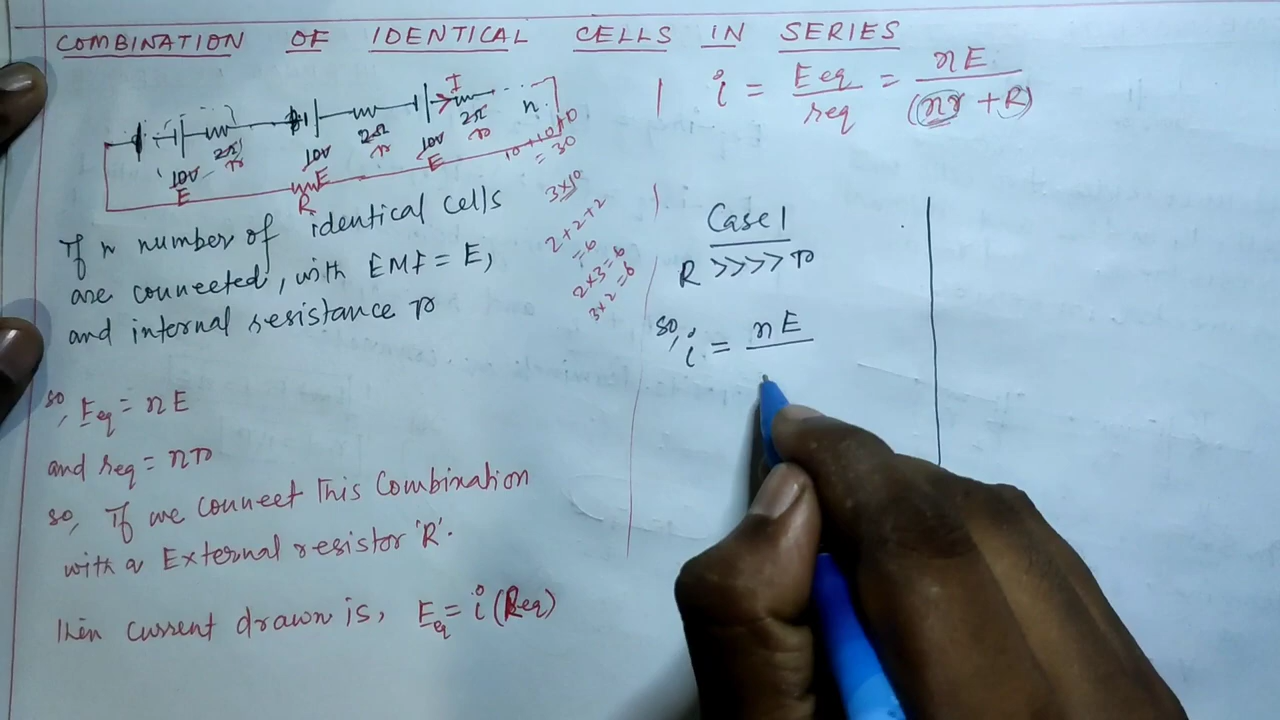 COMBINATION OF IDENTICAL CELLS IN SERIES
I
2Ω 2Ω 2Ω n
r r r
10V 10V 10V
E E E
R
10+10+10
= 30
3×10
2+2+2
= 6
2×3=6
3×2=6
If n number of identical cells
are connected, with EMF = E,
and internal resistance r
so, Eeq = nE
and req = nr
so, If we connect This Combination
with a External resistor 'R'.
Then current drawn is, Eeq = i(Req)
i = Eeq/req = nE/(nr + R)
Case 1
R >>>> r
so, i = nE